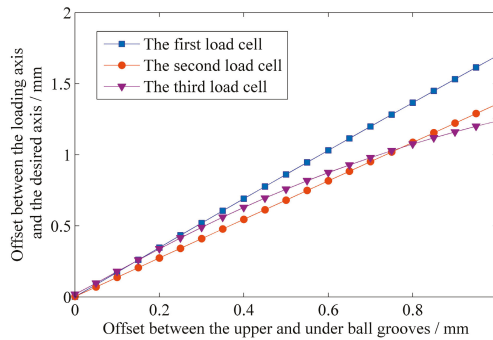 2
The first load cell
The second load cell
The third load cell
1.5
1
0.5
0
Offset between the loading axis
and the desired axis / mm
0 0.2 0.4 0.6 0.8
Offset between the upper and under ball grooves / mm